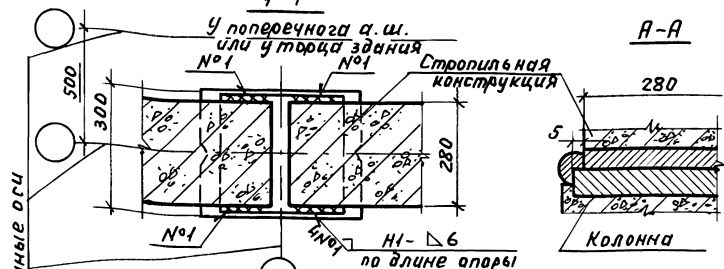 У поперечного а.ш.
или у торца здания
А-А
№1
№1
Стропильная
конструкция
280
500
300
5
280
№1
4№1
Н1- ⊿6
по длине опоры
Колонна
ные оси